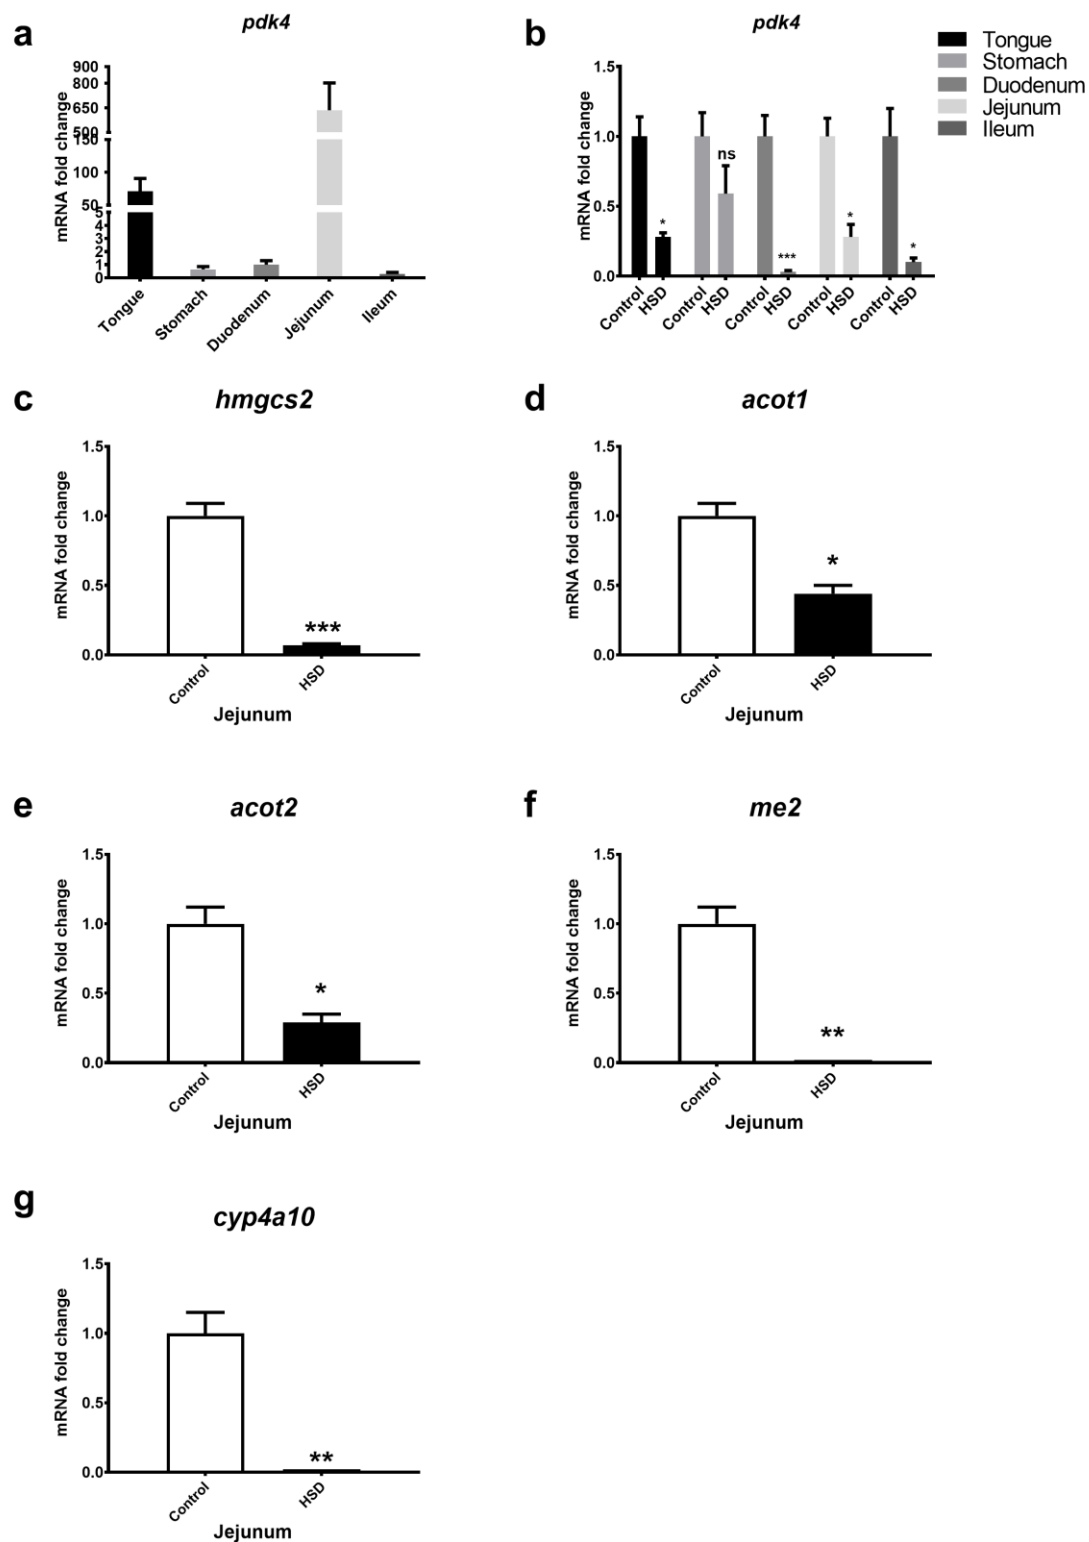 a
pdk4
mRNA fold change
900
800
650
500
150
100
50
5
4
3
2
1
0
Tongue
Stomach
Duodenum
Jejunum
Ileum
b
pdk4
mRNA fold change
1.5
1.0
0.5
0.0
ns
*
***
*
*
Control
HSD
Control
HSD
Control
HSD
Control
HSD
Control
HSD
Tongue
Stomach
Duodenum
Jejunum
Ileum
c
hmgcs2
mRNA fold change
1.5
1.0
0.5
0.0
***
Control
HSD
Jejunum
d
acot1
mRNA fold change
1.5
1.0
0.5
0.0
*
Control
HSD
Jejunum
e
acot2
mRNA fold change
1.5
1.0
0.5
0.0
*
Control
HSD
Jejunum
f
me2
mRNA fold change
1.5
1.0
0.5
0.0
**
Control
HSD
Jejunum
g
cyp4a10
mRNA fold change
1.5
1.0
0.5
0.0
**
Control
HSD
Jejunum